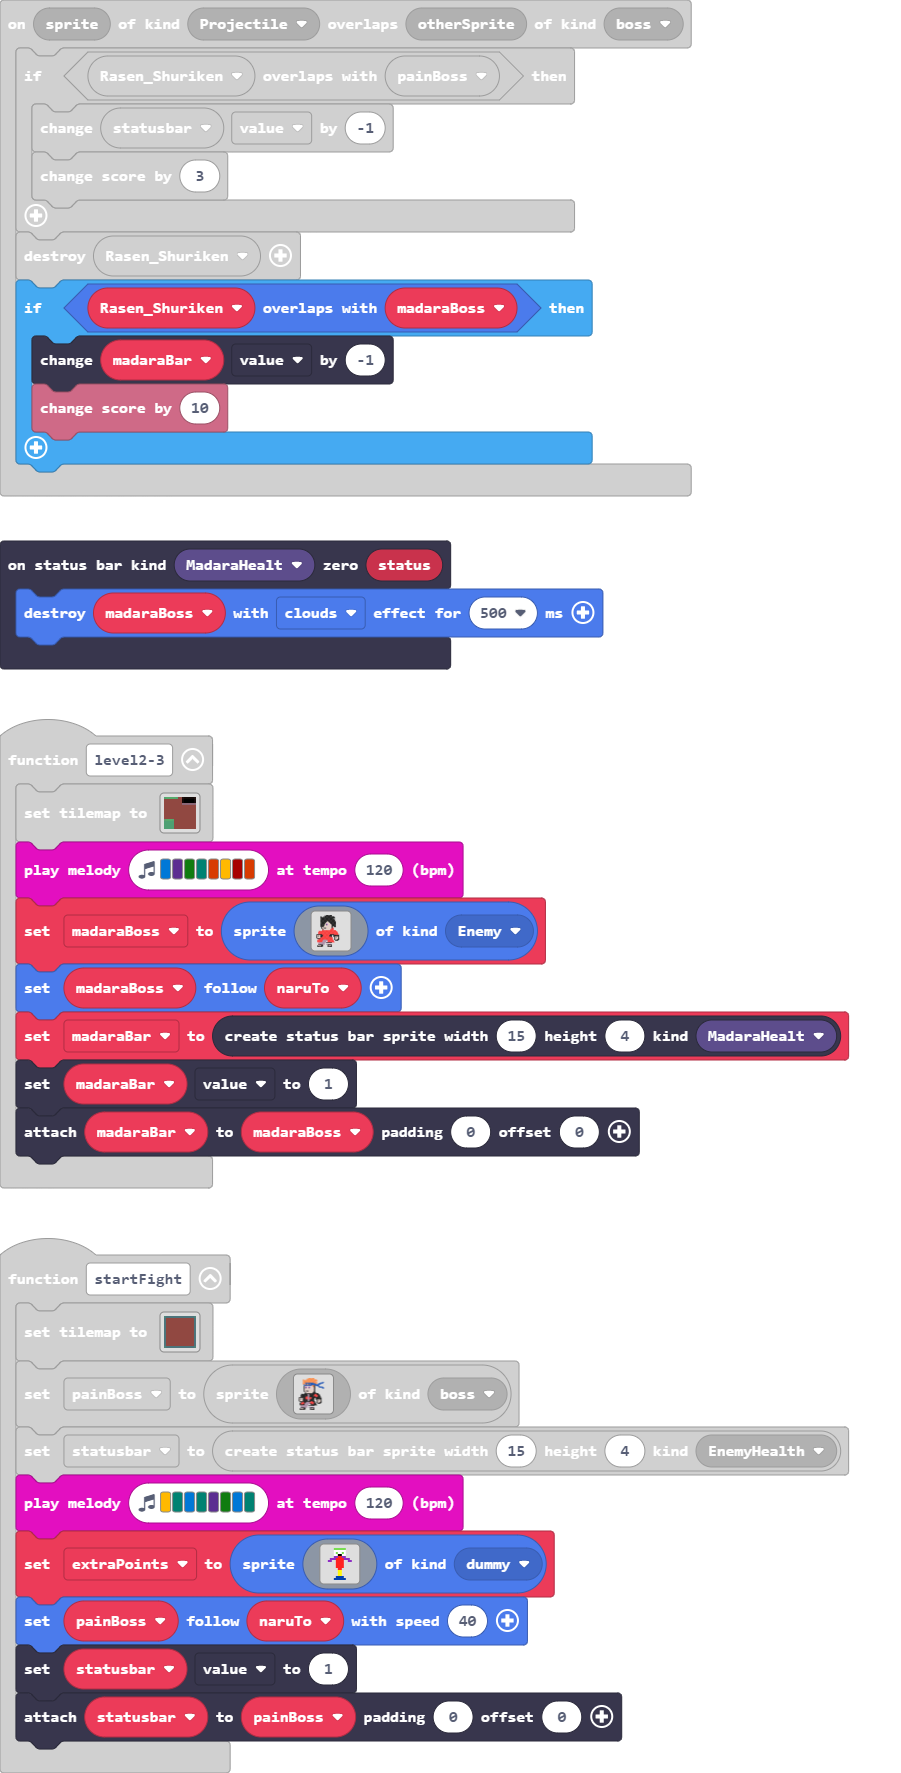 on sprite of kind Projectile overlaps otherSprite of kind boss
if Rasen_Shuriken overlaps with painBoss then
change statusbar value by -1
change score by 3
destroy Rasen_Shuriken
if Rasen_Shuriken overlaps with madaraBoss then
change madaraBar value by -1
change score by 10
on status bar kind MadaraHealt zero status
destroy madaraBoss with clouds effect for 500 ms
function level2-3
set tilemap to
play melody at tempo 120 (bpm)
set madaraBoss to sprite of kind Enemy
set madaraBoss follow naruTo
set madaraBar to create status bar sprite width 15 height 4 kind MadaraHealt
set madaraBar value to 1
attach madaraBar to madaraBoss padding 0 offset 0
function startFight
set tilemap to
set painBoss to sprite of kind boss
set statusbar to create status bar sprite width 15 height 4 kind EnemyHealth
play melody at tempo 120 (bpm)
set extraPoints to sprite of kind dummy
set painBoss follow naruTo with speed 40
set statusbar value to 1
attach statusbar to painBoss padding 0 offset 0